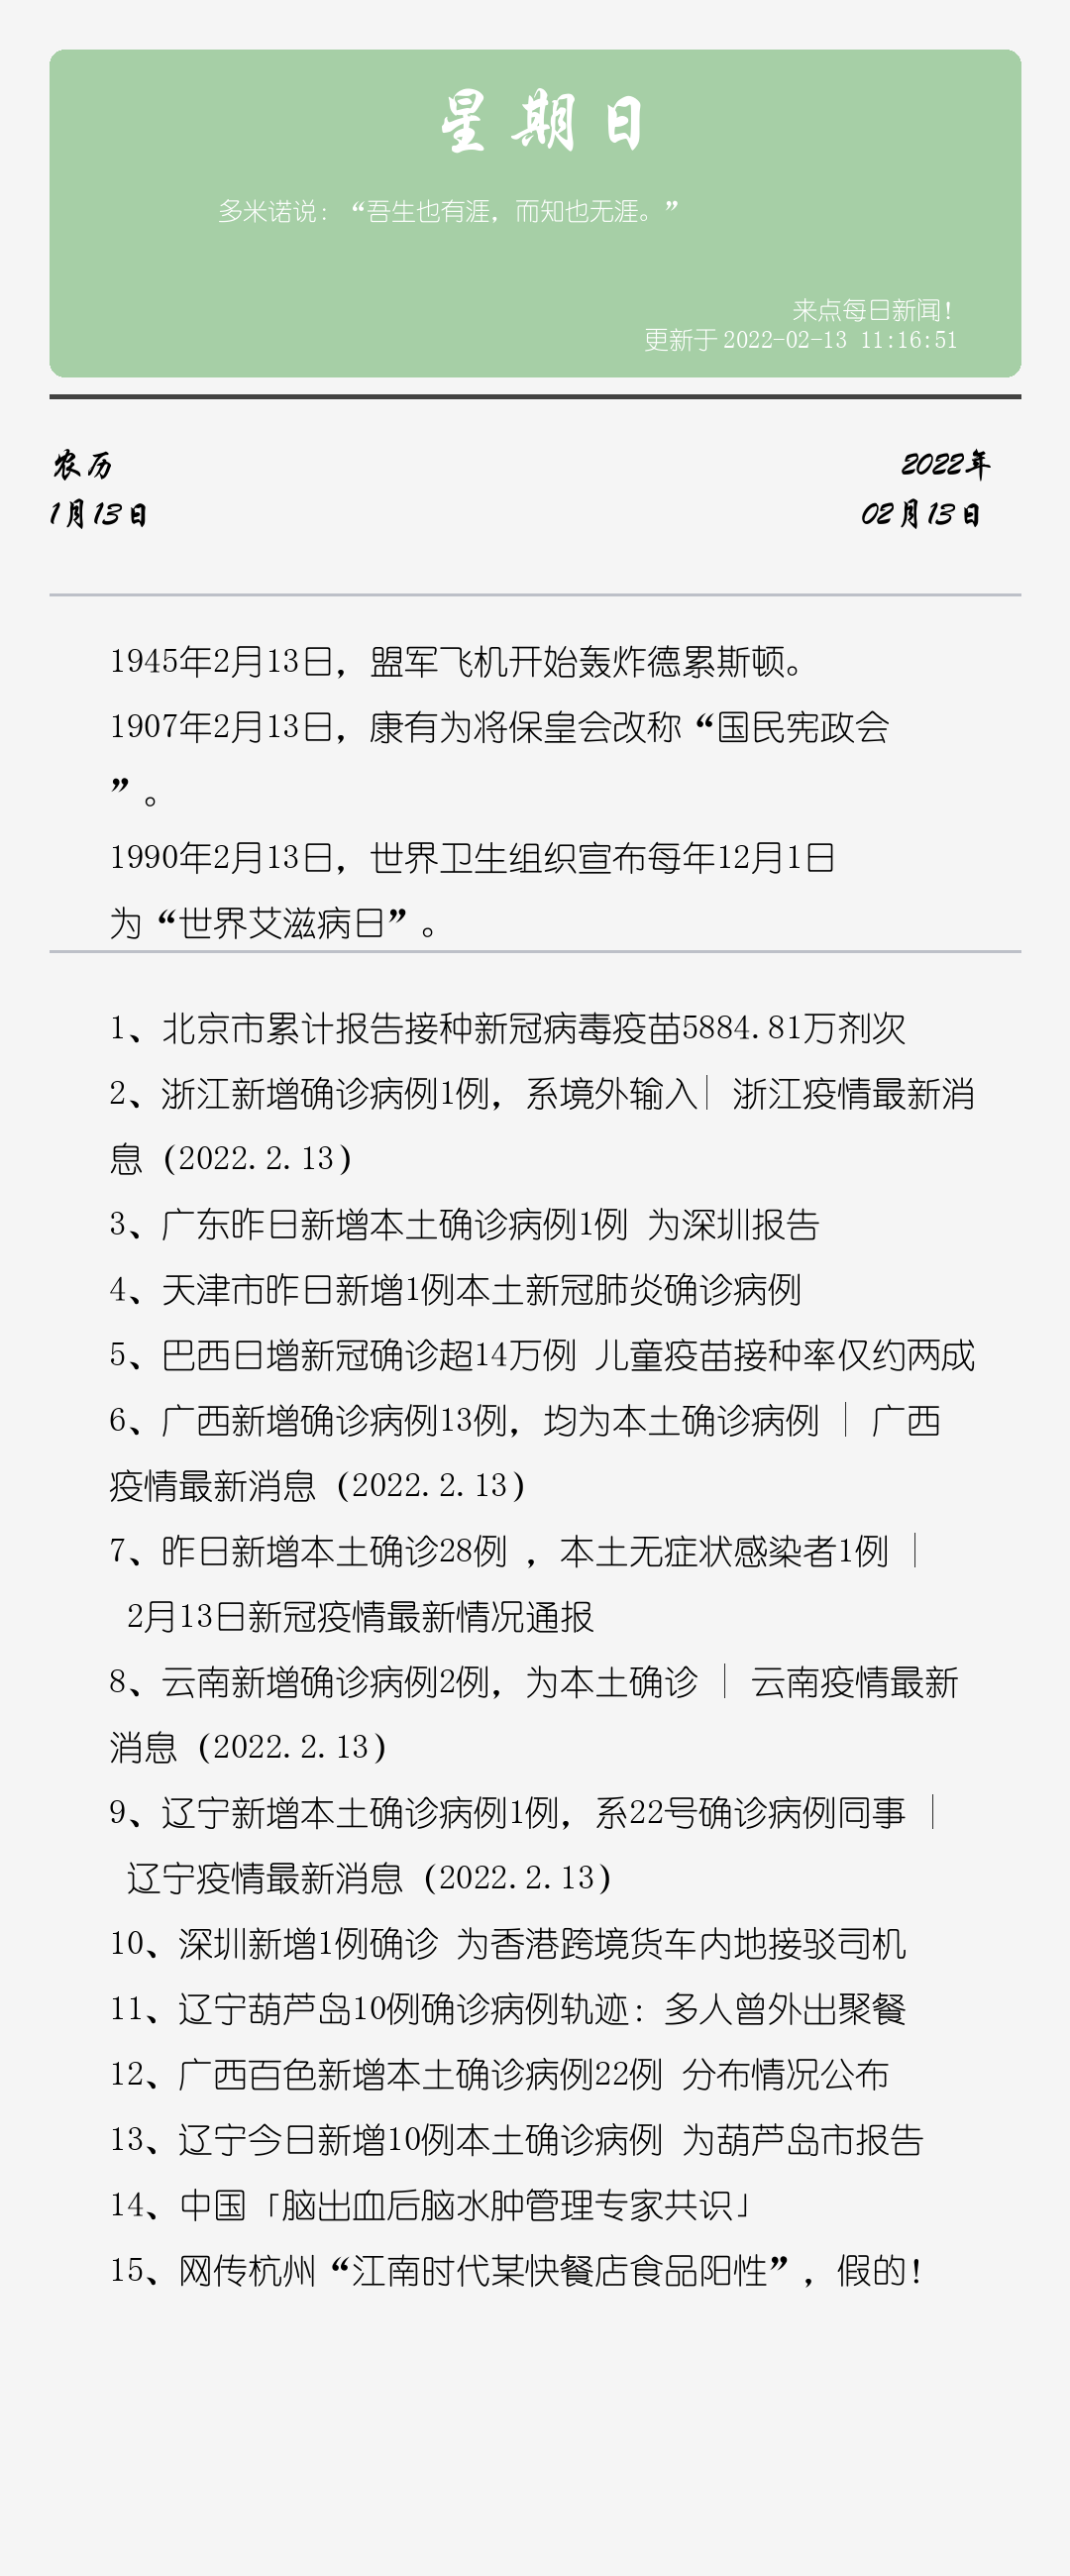 星期日
多米诺说：“吾生也有涯，而知也无涯。”
来点每日新闻！
更新于2022-02-13 11:16:51
农历
2022年
1月13日
02月13日
1945年2月13日，盟军飞机开始轰炸德累斯顿。
1907年2月13日，康有为将保皇会改称“国民宪政会
”。
1990年2月13日，世界卫生组织宣布每年12月1日
为“世界艾滋病日”。
1、北京市累计报告接种新冠病毒疫苗5884.81万剂次
2、浙江新增确诊病例1例，系境外输入| 浙江疫情最新消
息（2022.2.13）
3、广东昨日新增本土确诊病例1例 为深圳报告
4、天津市昨日新增1例本土新冠肺炎确诊病例
5、巴西日增新冠确诊超14万例 儿童疫苗接种率仅约两成
6、广西新增确诊病例13例，均为本土确诊病例 | 广西
疫情最新消息（2022.2.13）
7、昨日新增本土确诊28例 ，本土无症状感染者1例 |
2月13日新冠疫情最新情况通报
8、云南新增确诊病例2例，为本土确诊 | 云南疫情最新
消息（2022.2.13）
9、辽宁新增本土确诊病例1例，系22号确诊病例同事 |
辽宁疫情最新消息（2022.2.13）
10、深圳新增1例确诊 为香港跨境货车内地接驳司机
11、辽宁葫芦岛10例确诊病例轨迹：多人曾外出聚餐
12、广西百色新增本土确诊病例22例 分布情况公布
13、辽宁今日新增10例本土确诊病例 为葫芦岛市报告
14、中国「脑出血后脑水肿管理专家共识」
15、网传杭州“江南时代某快餐店食品阳性”，假的！